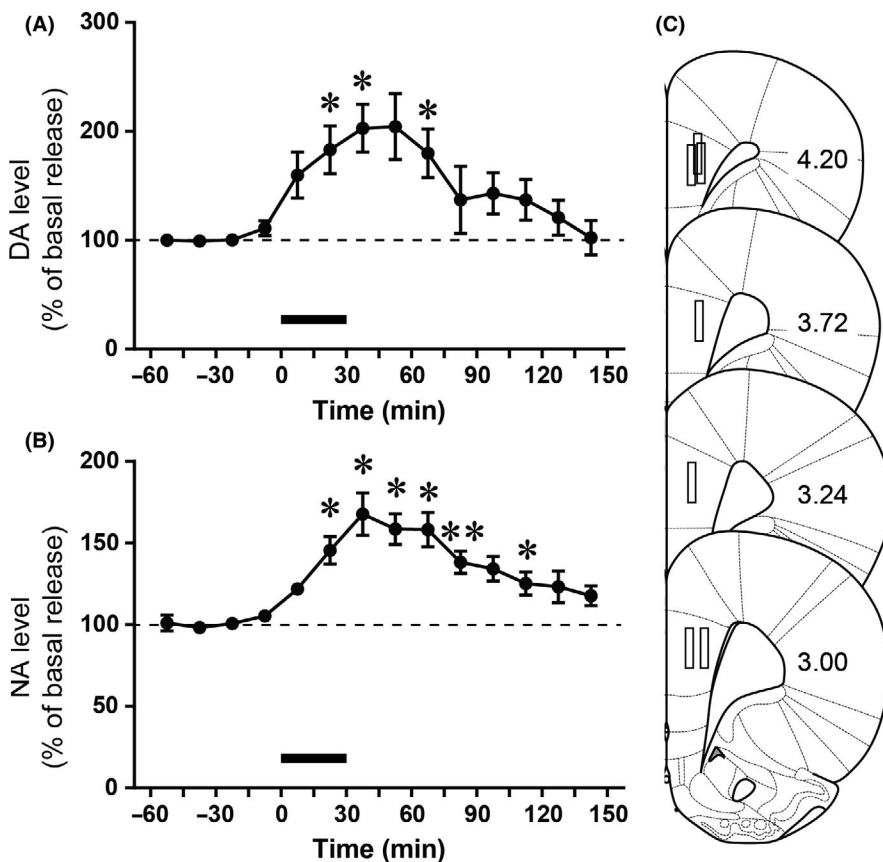 (A)
300
200
100
0
DA level
(% of basal release)
* * *
–60 –30 0 30 60 90 120 150
Time (min)
(B)
200
150
100
50
0
NA level
(% of basal release)
* * * * ** *
–60 –30 0 30 60 90 120 150
Time (min)
(C)
4.20
3.72
3.24
3.00